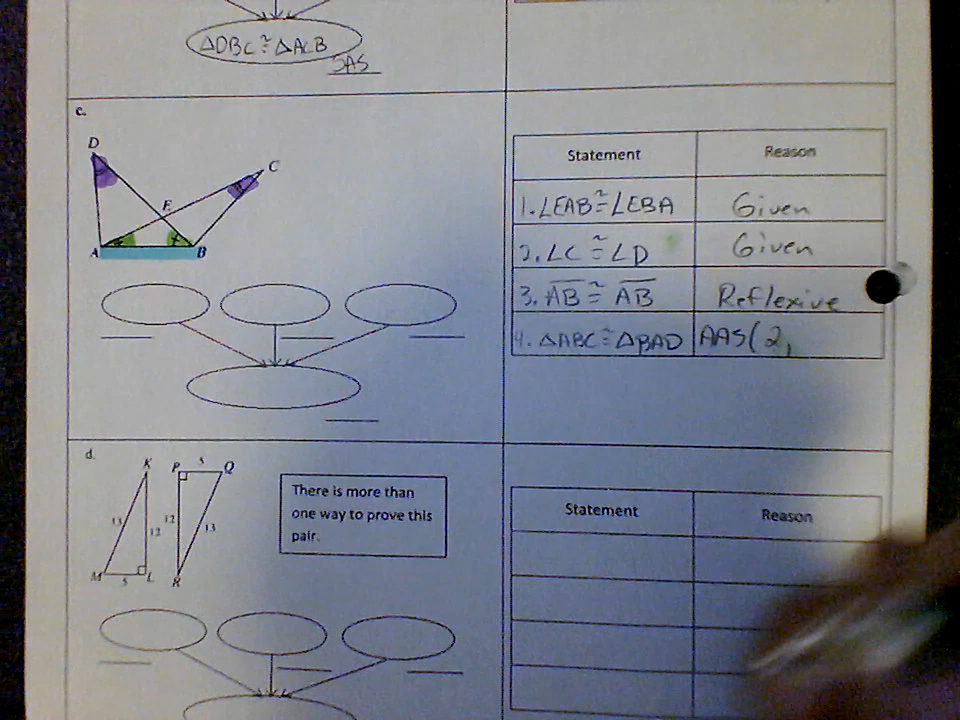 △DBC ≅ △ACB
SAS
c.
D
C
E
A
B
Statement
Reason
1. ∠EAB ≅ ∠EBA
Given
2. ∠C ≅ ∠D
Given
3. AB ≅ AB
Reflexive
4. △ABC ≅ △BAD
AAS(2,
d.
K
P
5
Q
13
12
12
13
M
5
L
R
There is more than
one way to prove this
pair.
Statement
Reason